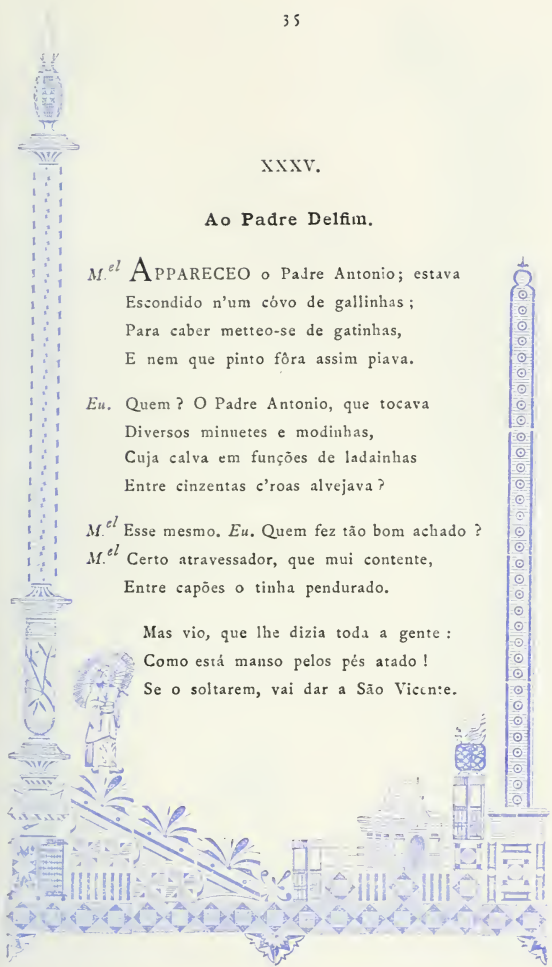 35
XXXV.
Ao Padre Delfim.
M.el APPARECEO o Padre Antonio; estava
Escondido n'um cóvo de gallinhas ;
Para caber metteo-se de gatinhas,
E nem que pinto fôra assim piava.
Eu. Quem ? O Padre Antonio, que tocava
Diversos minuetes e modinhas,
Cuja calva em funções de ladainhas
Entre cinzentas c'roas alvejava ?
M.el Esse mesmo. Eu. Quem fez tão bom achado ?
M.el Certo atravessador, que mui contente,
Entre capões o tinha pendurado.
Mas vio, que lhe dizia toda a gente :
Como está manso pelos pés atado !
Se o soltarem, vai dar a São Vicente.